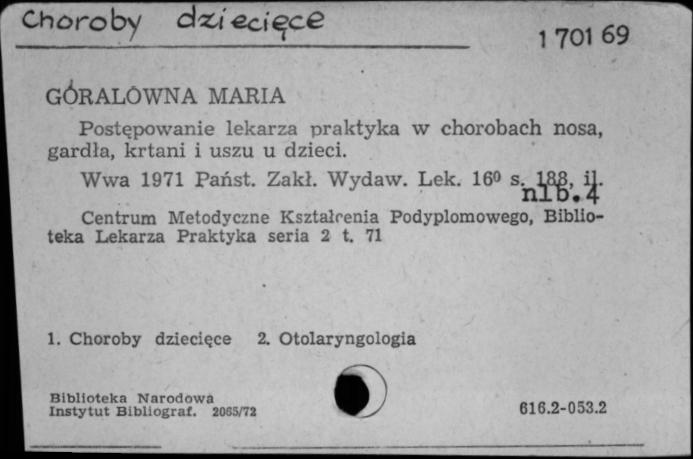 Choroby dziecięce
1 701 69
GÓRALÓWNA MARIA
Postępowanie lekarza praktyka w chorobach nosa,
gardła, krtani i uszu u dzieci.
Wwa 1971 Państ. Zakł. Wydaw. Lek. 16⁰ s. 188, il.
nlb. 4
Centrum Metodyczne Kształcenia Podyplomowego, Biblio-
teka Lekarza Praktyka seria 2 t. 71
1. Choroby dziecięce 2. Otolaryngologia
Biblioteka Narodowa
Instytut Bibliograf. 2065/72
616.2-053.2